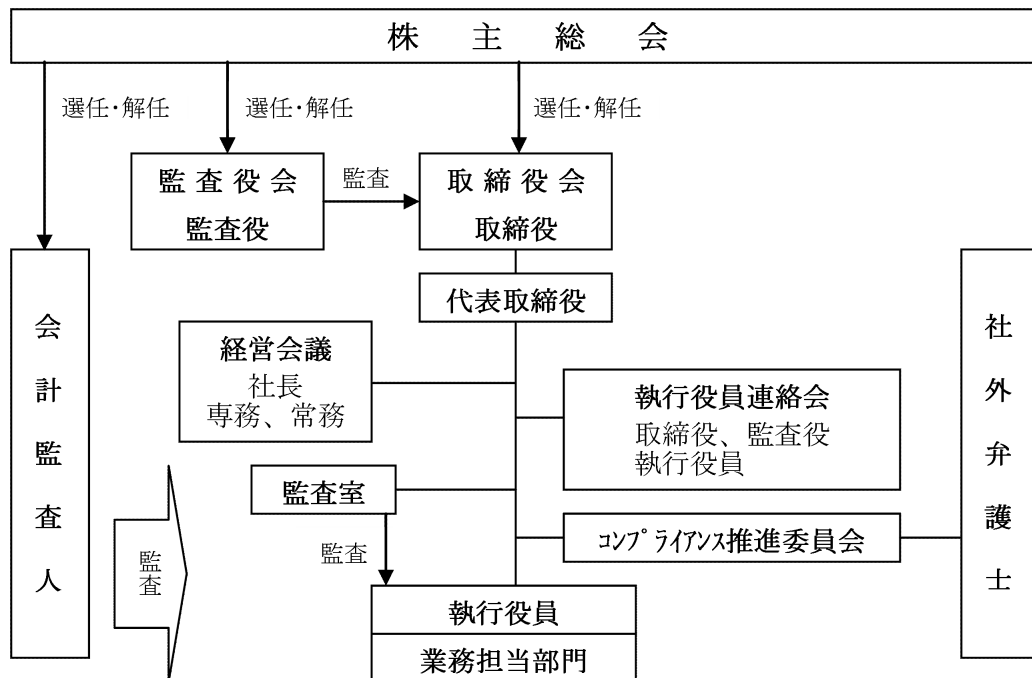 株主総会
選任・解任
選任・解任
選任・解任
監査役会
監査役
監査
取締役会
取締役
代表取締役
会計監査人
経営会議
社長
専務、常務
執行役員連絡会
取締役、監査役
執行役員
社外弁護士
監査室
監査
監査
コンプライアンス推進委員会
執行役員
業務担当部門